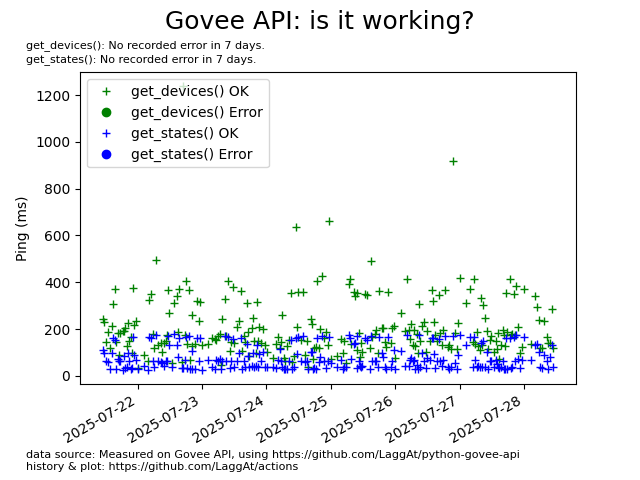 Govee API: is it working?
get_devices(): No recorded error in 7 days.
get_states(): No recorded error in 7 days.
get_devices() OK
get_devices() Error
get_states() OK
get_states() Error
Ping (ms)
1200
1000
800
600
400
200
0
2025-07-22
2025-07-23
2025-07-24
2025-07-25
2025-07-26
2025-07-27
2025-07-28
data source: Measured on Govee API, using https://github.com/LaggAt/python-govee-api
history & plot: https://github.com/LaggAt/actions